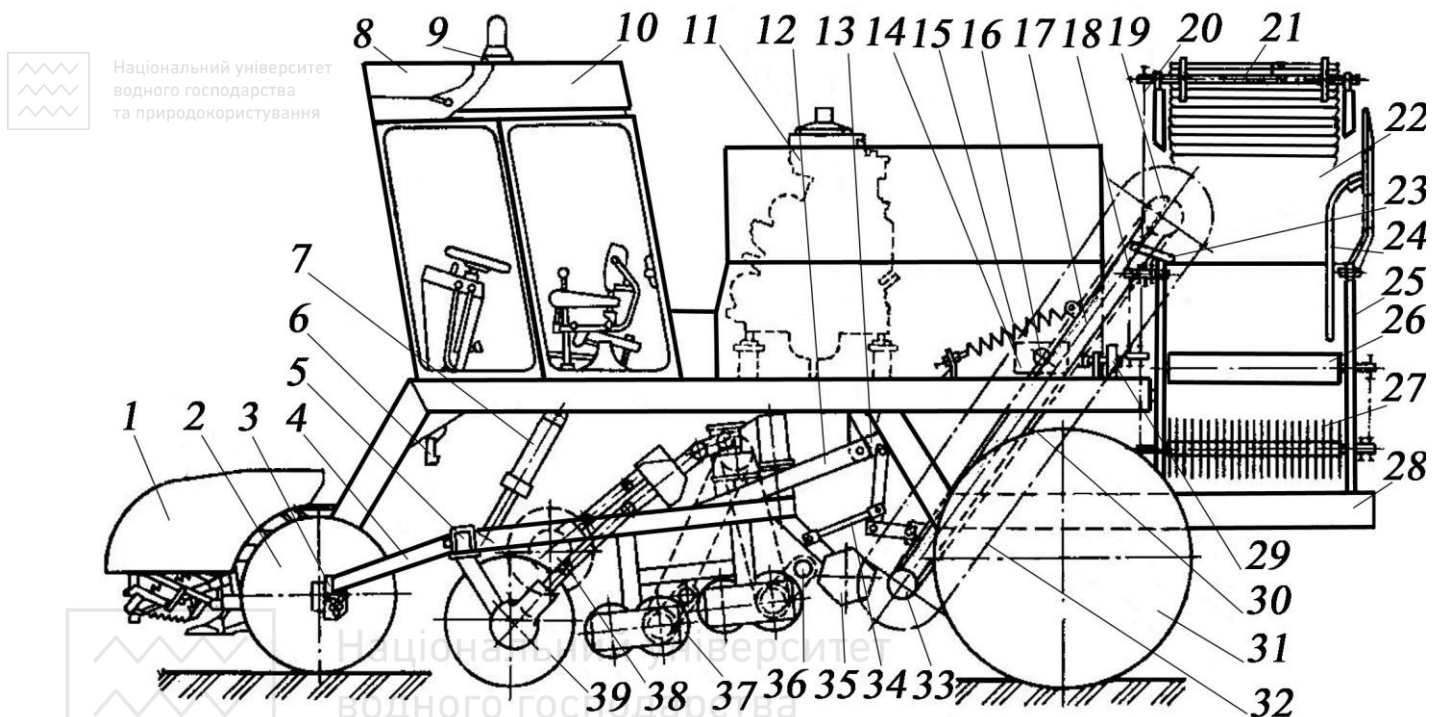 8 9 10 11 12 13 14 15 16 17 18 19 20 21
Національний університет
водного господарства
та природокористування
22
23
7
24
6
25
5
26
1 2 3 4
27
28
29
30
31
39 38 37 36 35 34 33
32
Національний університет
водного господарства